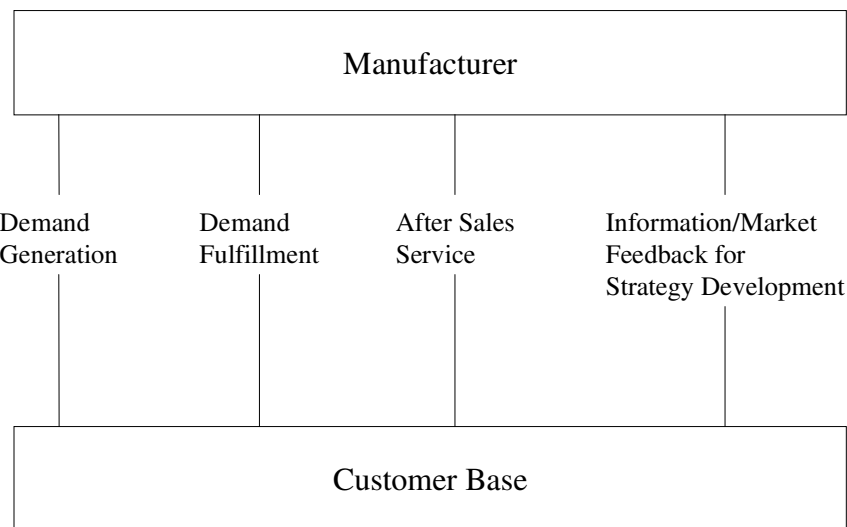 Manufacturer
Demand
Generation
Demand
Fulfillment
After Sales
Service
Information/Market
Feedback for
Strategy Development
Customer Base